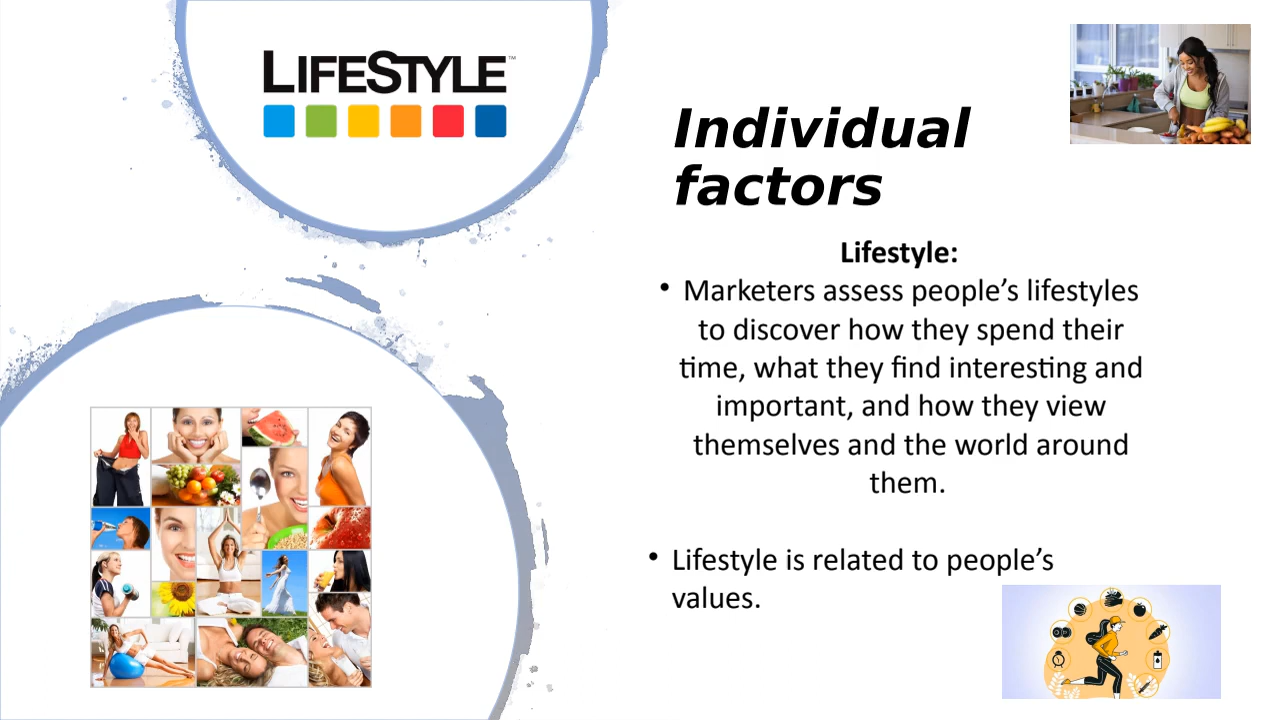 LIFESTYLE™
Individual
factors
Lifestyle:
• Marketers assess people’s lifestyles
to discover how they spend their
time, what they find interesting and
important, and how they view
themselves and the world around
them.
• Lifestyle is related to people’s
values.